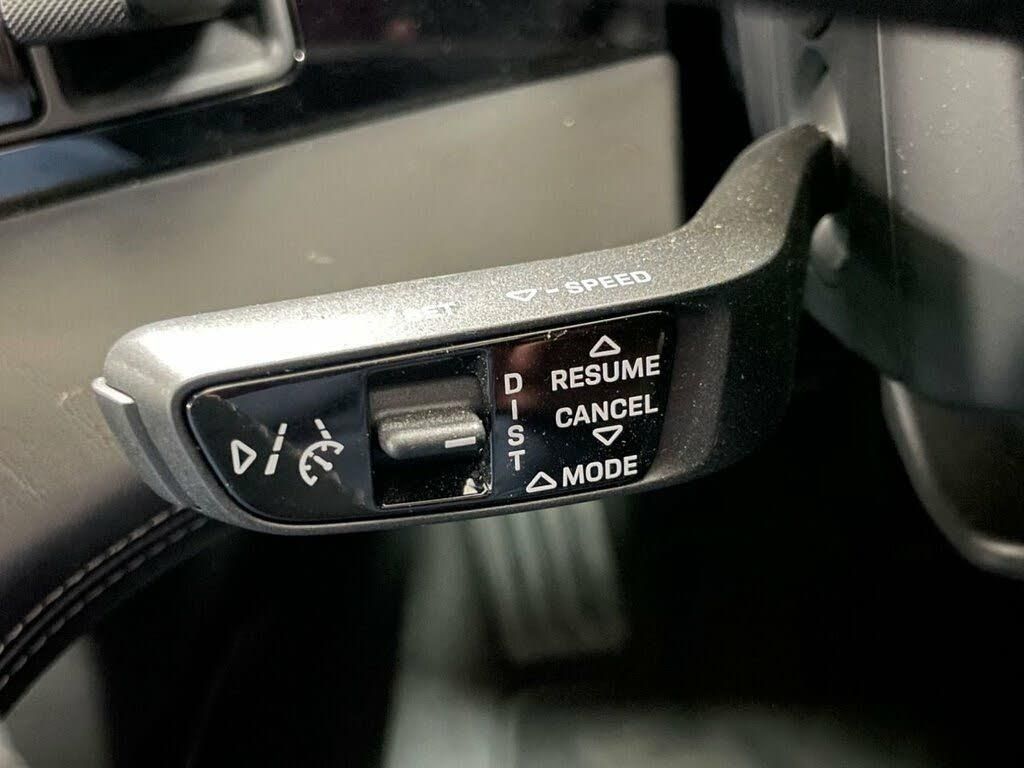 - SPEED
DIST
RESUME
CANCEL
MODE